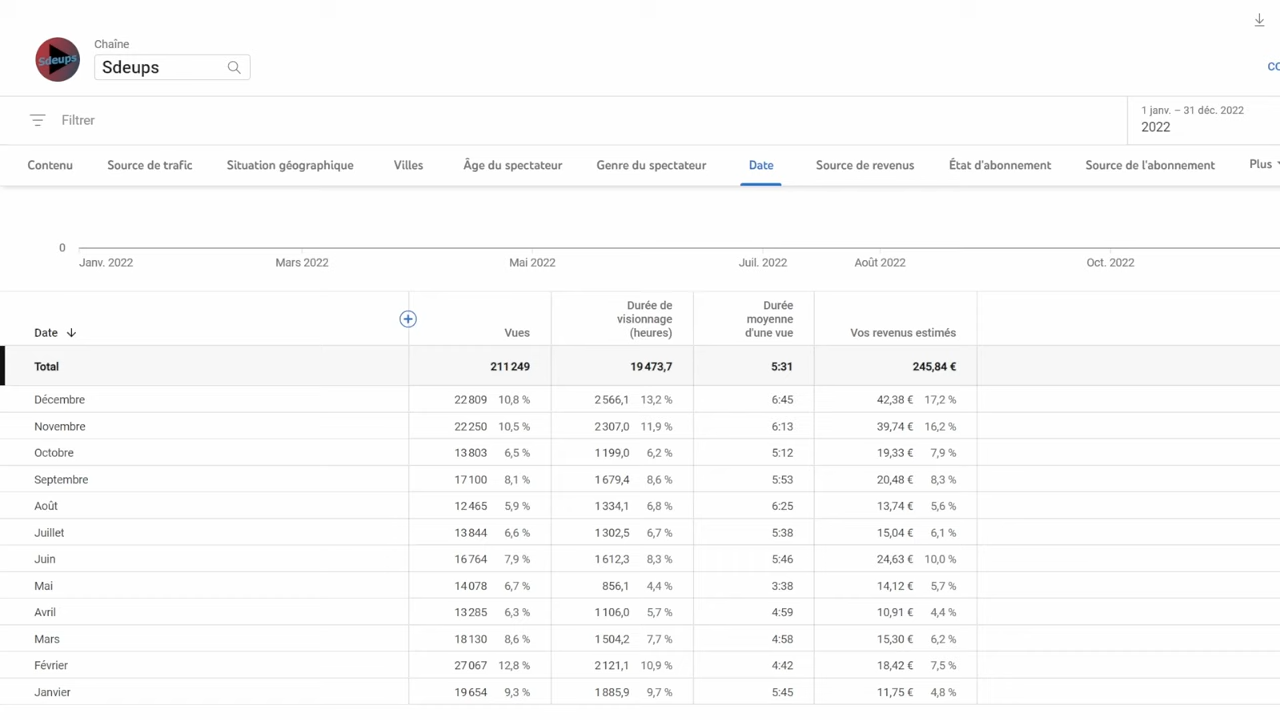 Chaîne
Sdeups
Sdeups
CO
Filtrer
1 janv. – 31 déc. 2022
2022
Contenu Source de trafic Situation géographique Villes Âge du spectateur Genre du spectateur Date Source de revenus État d'abonnement Source de l'abonnement Plus
0
Janv. 2022 Mars 2022 Mai 2022 Juil. 2022 Août 2022 Oct. 2022
Date Vues Durée de visionnage (heures) Durée moyenne d'une vue Vos revenus estimés
Total 211 249 19 473,7 5:31 245,84 €
Décembre 22 809 10,8 % 2 566,1 13,2 % 6:45 42,38 € 17,2 %
Novembre 22 250 10,5 % 2 307,0 11,9 % 6:13 39,74 € 16,2 %
Octobre 13 803 6,5 % 1 199,0 6,2 % 5:12 19,33 € 7,9 %
Septembre 17 100 8,1 % 1 679,4 8,6 % 5:53 20,48 € 8,3 %
Août 12 465 5,9 % 1 334,1 6,8 % 6:25 13,74 € 5,6 %
Juillet 13 844 6,6 % 1 302,5 6,7 % 5:38 15,04 € 6,1 %
Juin 16 764 7,9 % 1 612,3 8,3 % 5:46 24,63 € 10,0 %
Mai 14 078 6,7 % 856,1 4,4 % 3:38 14,12 € 5,7 %
Avril 13 285 6,3 % 1 106,0 5,7 % 4:59 10,91 € 4,4 %
Mars 18 130 8,6 % 1 504,2 7,7 % 4:58 15,30 € 6,2 %
Février 27 067 12,8 % 2 121,1 10,9 % 4:42 18,42 € 7,5 %
Janvier 19 654 9,3 % 1 885,9 9,7 % 5:45 11,75 € 4,8 %